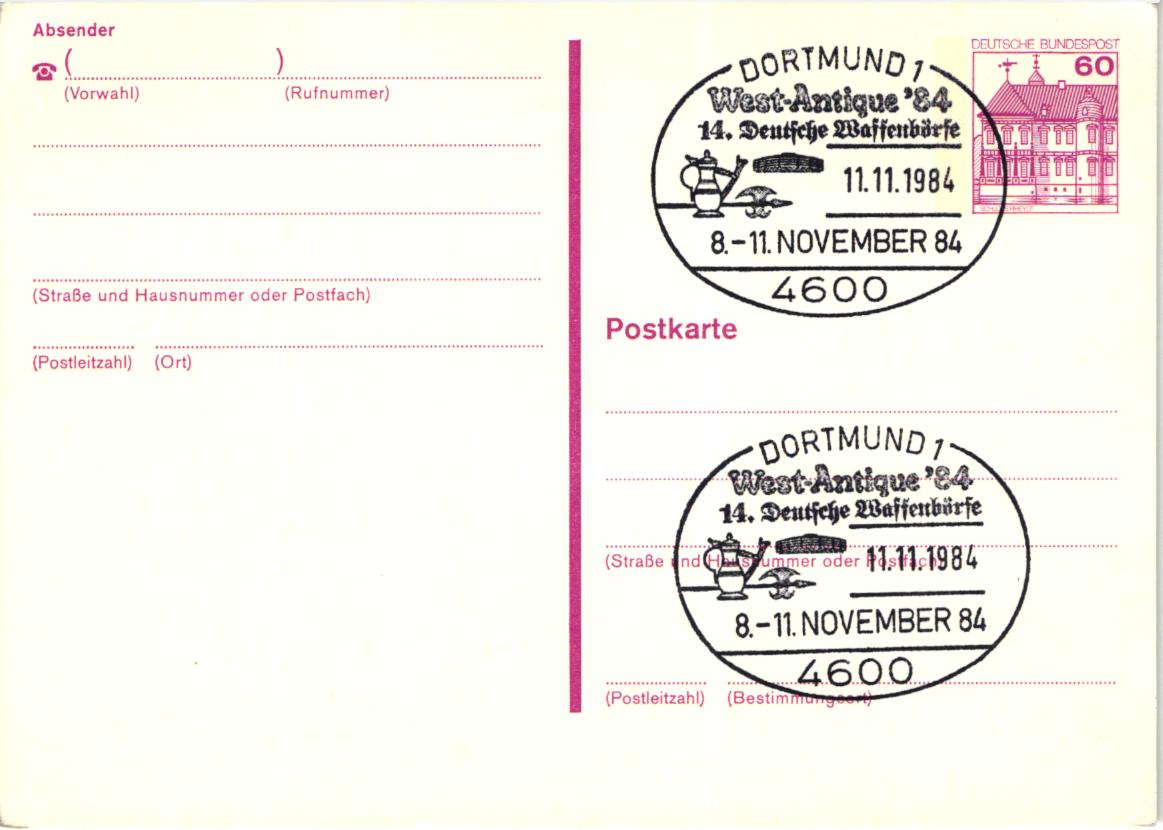 Absender
( )
(Vorwahl) (Rufnummer)
(Straße und Hausnummer oder Postfach)
(Postleitzahl) (Ort)
DEUTSCHE BUNDESPOST
60
DORTMUND 1
West-Antique '84
14. Deutsche Waffenbörse
11.11.1984
8.-11. NOVEMBER 84
4600
Postkarte
DORTMUND 1
West-Antique '84
14. Deutsche Waffenbörse
11.11.1984
(Straße und Hausnummer oder Postfach)
8.-11. NOVEMBER 84
4600
(Postleitzahl) (Bestimmungsort)